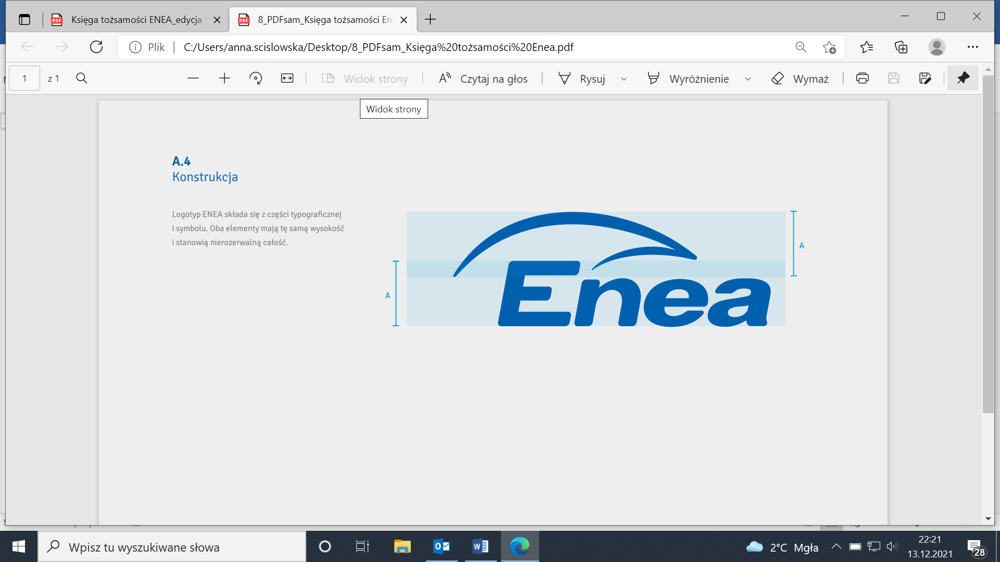 Księga tożsamości ENEA_edycja
8_PDFsam_Księga tożsamości En
Plik
C:/Users/anna.scislowska/Desktop/8_PDFsam_Księga%20tożsamości%20Enea.pdf
1
z 1
Widok strony
Czytaj na głos
Rysuj
Wyróżnienie
Wymaż
Widok strony
A.4
Konstrukcja
Logotyp ENEA składa się z części typograficznej
i symbolu. Oba elementy mają tę samą wysokość
i stanowią nierozerwalną całość.
A
A
Enea
Wpisz tu wyszukiwane słowa
2°C Mgła
22:21
13.12.2021
28